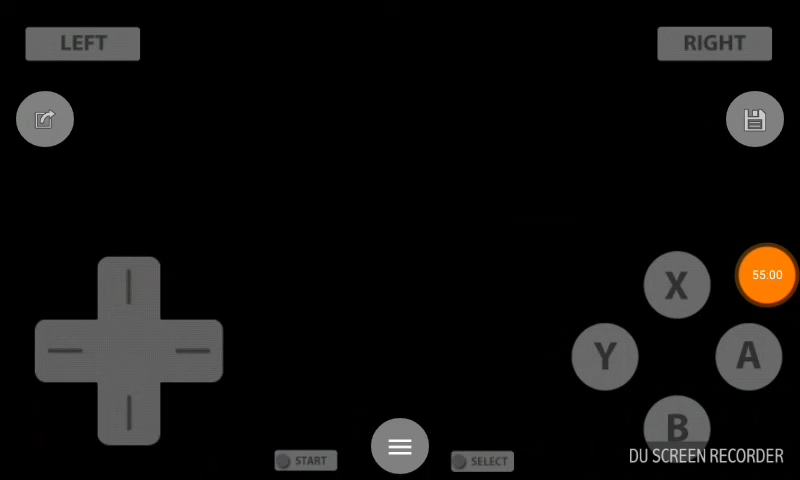 LEFT
RIGHT
55:00
X
Y
A
B
START
SELECT
DU SCREEN RECORDER